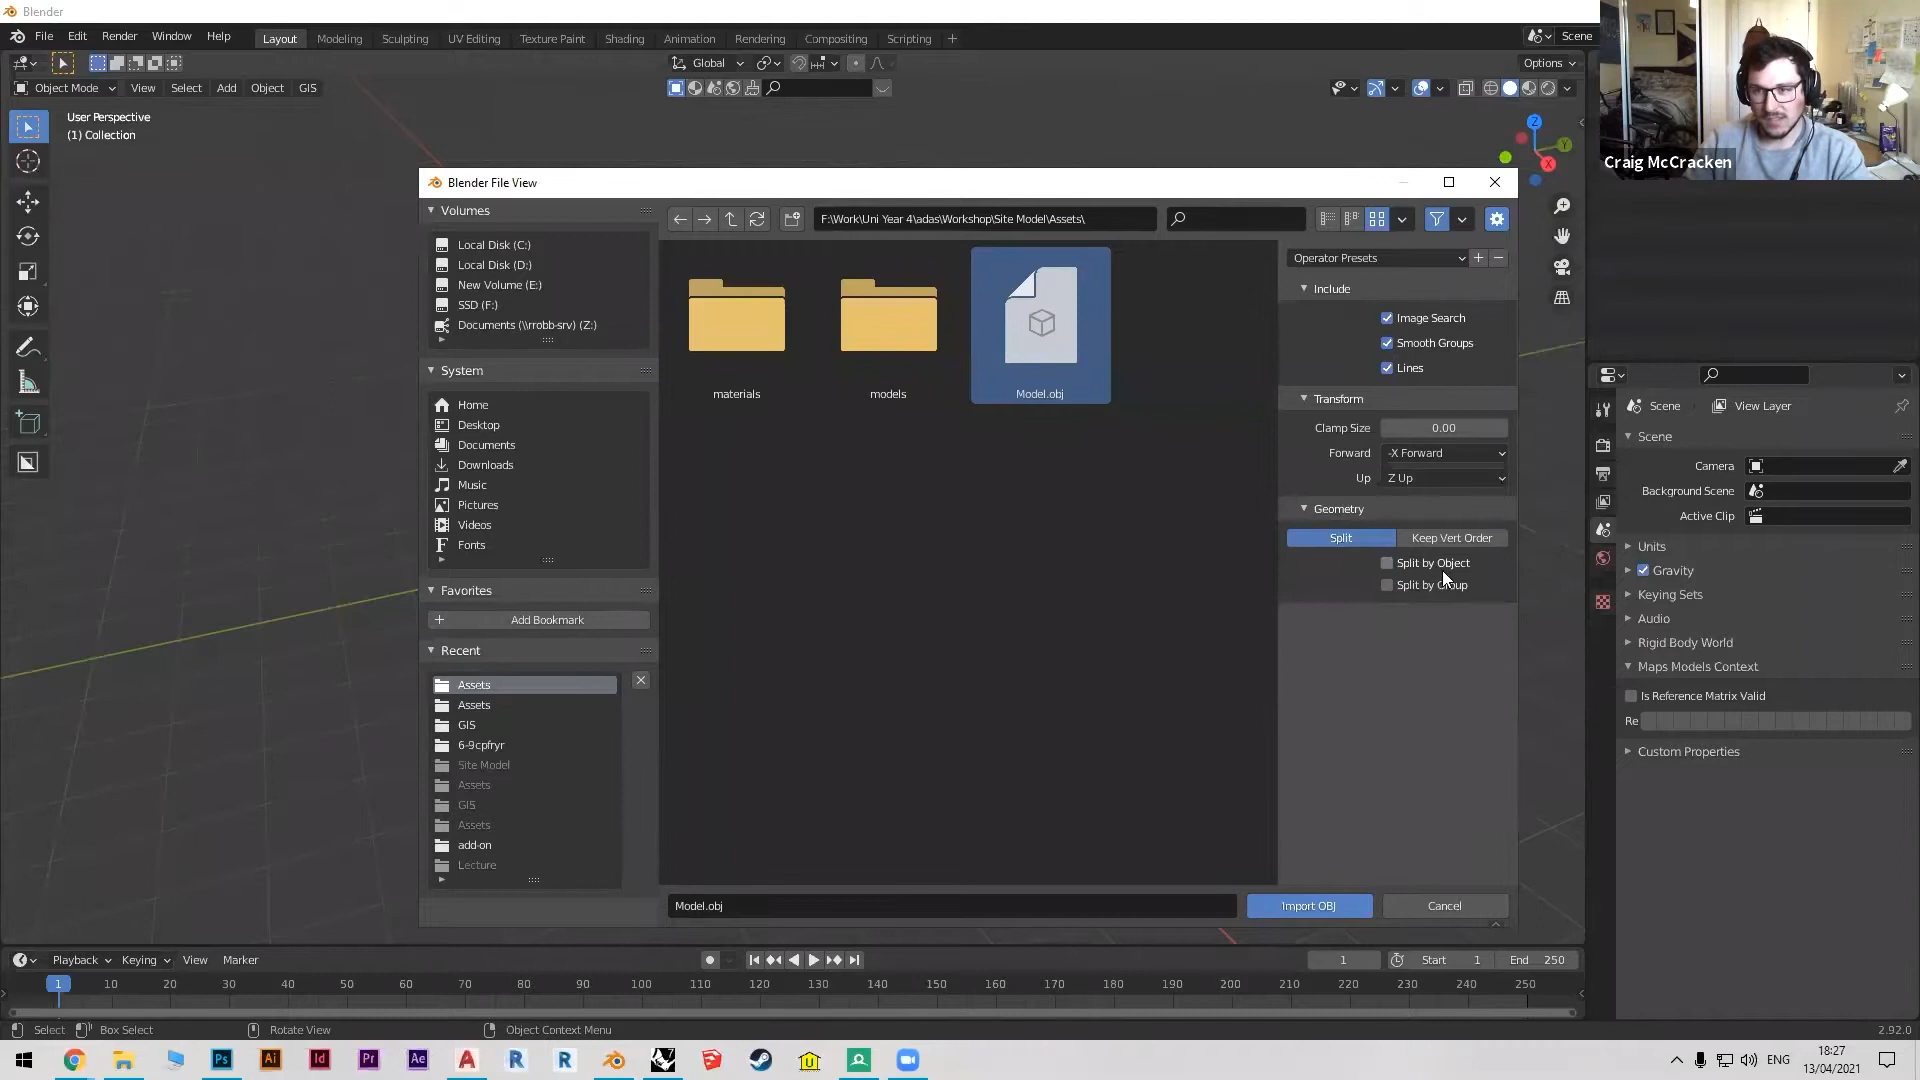 Blender
File Edit Render Window Help
Layout Modeling Sculpting UV Editing Texture Paint Shading Animation Rendering Compositing Scripting +
Scene
Global
Options
Object Mode View Select Add Object GIS
User Perspective
(1) Collection
Z
Y
X
Craig McCracken
Blender File View
Volumes
Local Disk (C:)
Local Disk (D:)
New Volume (E:)
SSD (F:)
Documents (\\rrobb-srv) (Z:)
System
Home
Desktop
Documents
Downloads
Music
Pictures
Videos
Fonts
Favorites
Add Bookmark
Recent
Assets
Assets
GIS
6-9cpfryr
Site Model
Assets
GIS
Assets
add-on
Lecture
F:\Work\Uni Year 4\adas\Workshop\Site Model\Assets\
materials
models
Model.obj
Operator Presets
Include
Image Search
Smooth Groups
Lines
Transform
Clamp Size 0.00
Forward -X Forward
Up Z Up
Geometry
Split Keep Vert Order
Split by Object
Split by Group
Model.obj
Import OBJ
Cancel
Scene View Layer
Scene
Camera
Background Scene
Active Clip
Units
Gravity
Keying Sets
Audio
Rigid Body World
Maps Models Context
Is Reference Matrix Valid
Re
Custom Properties
Playback Keying View Marker
1
Start 1
End 250
1 10 20 30 40 50 60 70 80 90 100 110 120 130 140 150 160 170 180 190 200 210 220 230 240 250
Select Box Select Rotate View Object Context Menu
2.92.0
Ps Ai Id Pr Ae A R R
ENG
18:27
13/04/2021